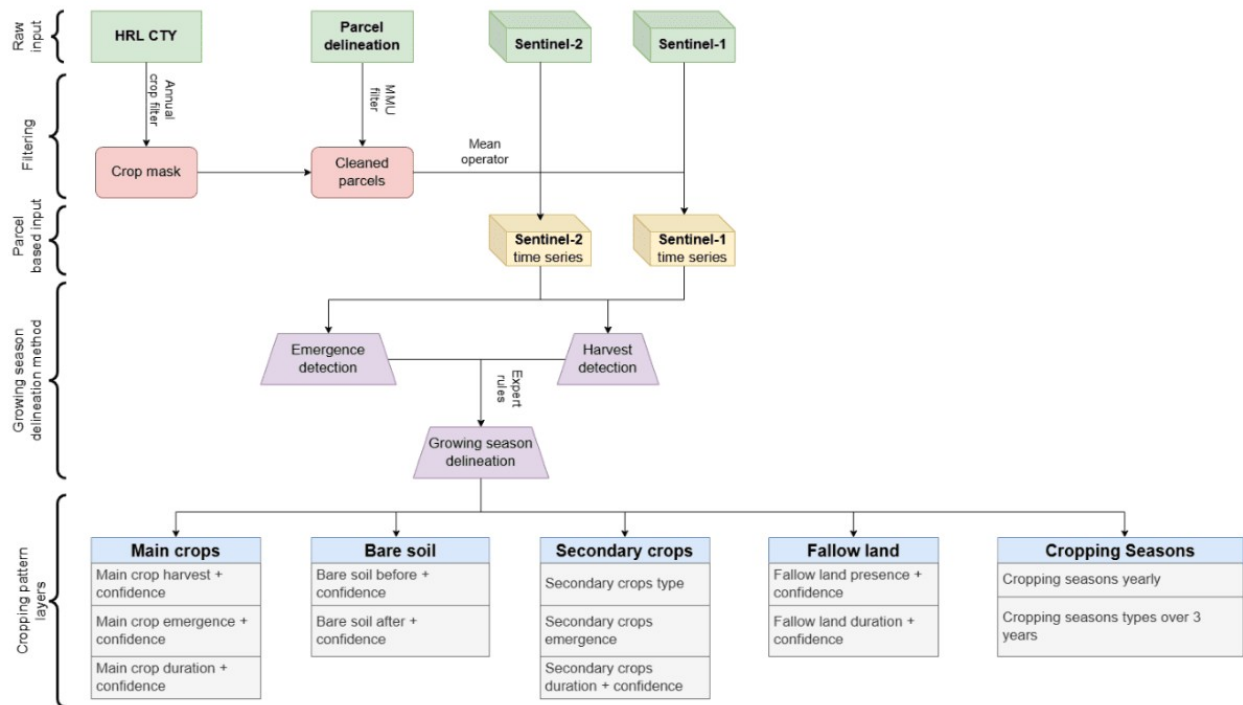 Raw
input
HRL CTY
Parcel
delineation
Sentinel-2
Sentinel-1
Filtering
Annual
crop filter
MMU
filter
Crop mask
Cleaned
parcels
Mean
operator
Parcel
based input
Sentinel-2
time series
Sentinel-1
time series
Growing season
delineation method
Emergence
detection
Harvest
detection
Expert
rules
Growing season
delineation
Cropping pattern
layers
Main crops
Main crop harvest +
confidence
Main crop emergence +
confidence
Main crop duration +
confidence
Bare soil
Bare soil before +
confidence
Bare soil after +
confidence
Secondary crops
Secondary crops type
Secondary crops
emergence
Secondary crops
duration + confidence
Fallow land
Fallow land presence +
confidence
Fallow land duration +
confidence
Cropping Seasons
Cropping seasons yearly
Cropping seasons types over 3
years